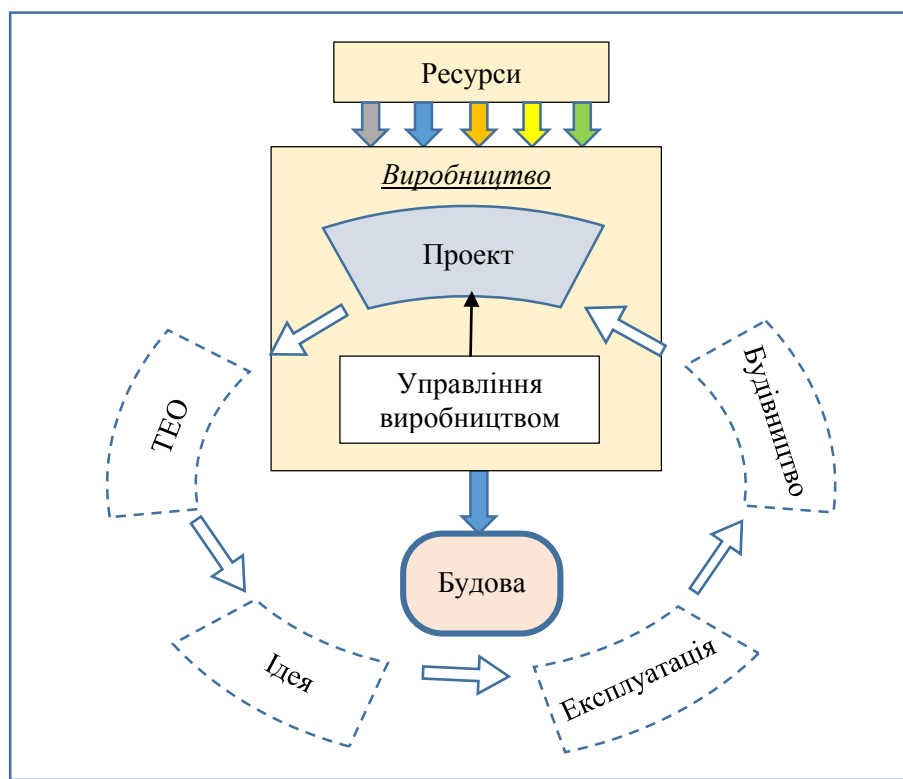 Ресурси
Виробництво
Проект
Управління
виробництвом
ТЕО
Будівництво
Будова
Ідея
Експлуатація